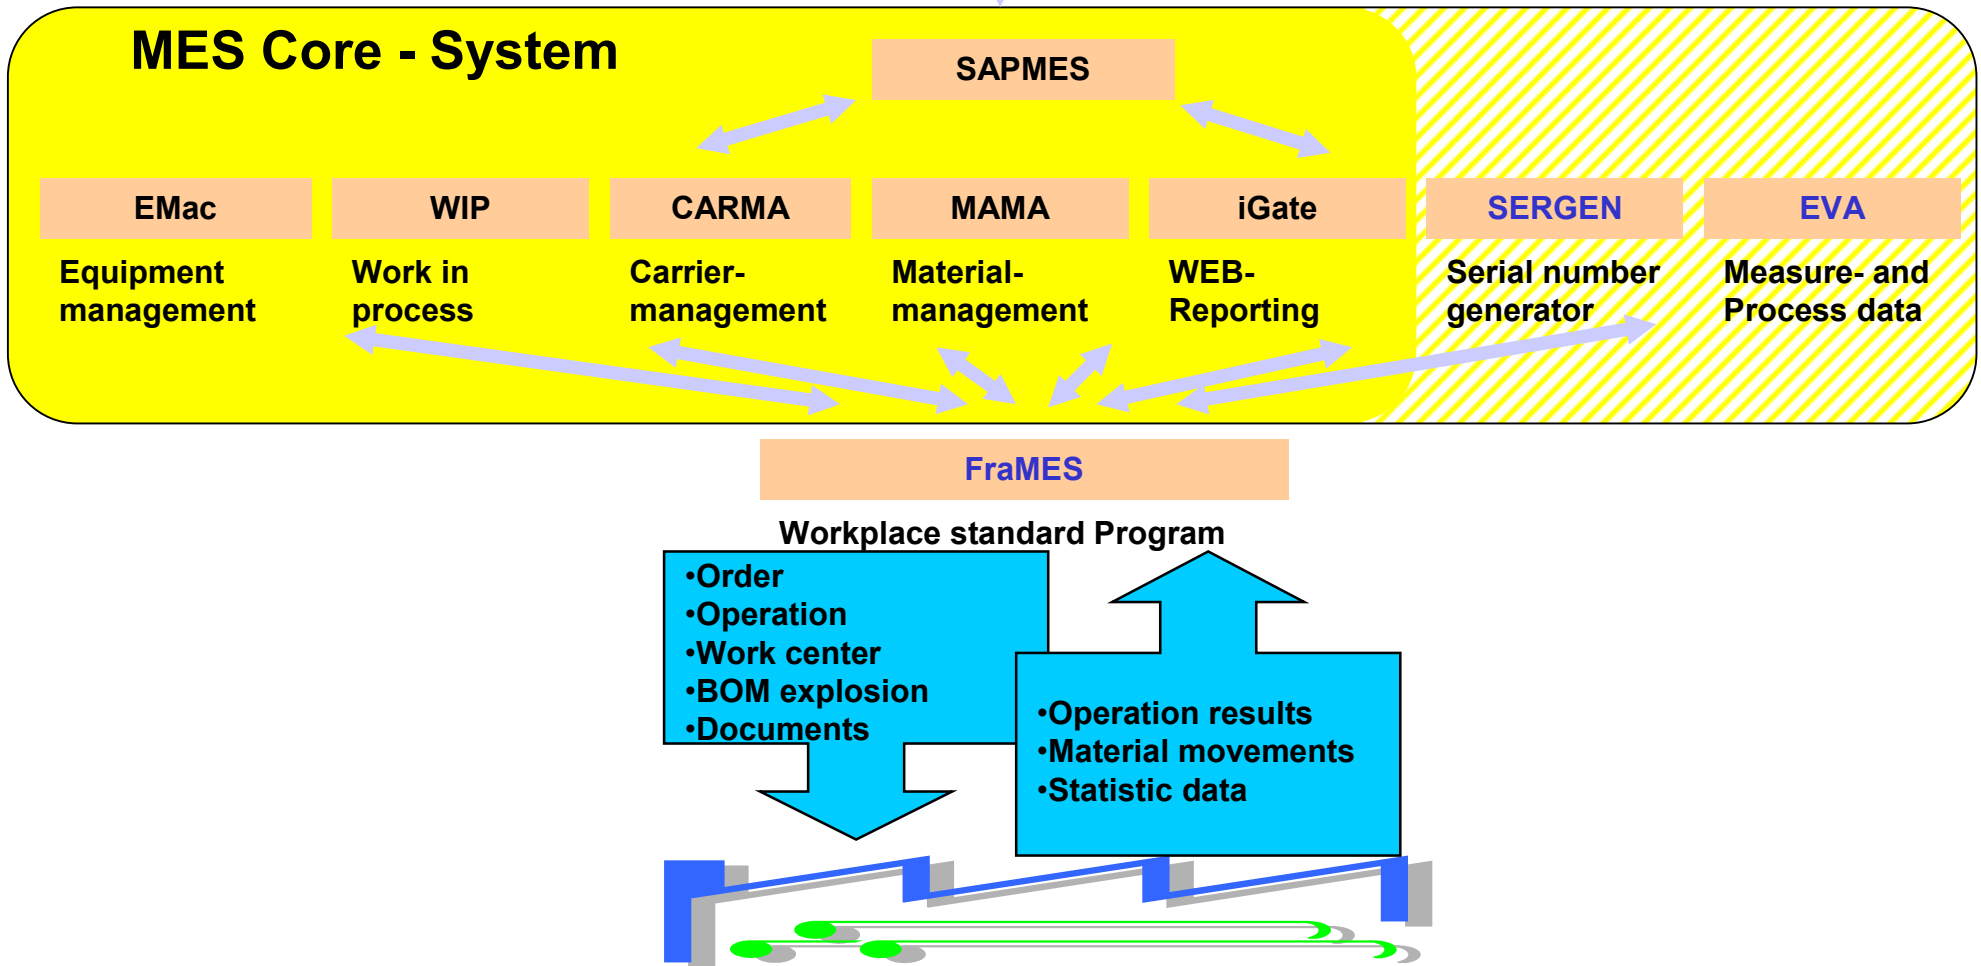 MES Core - System
SAPMES
EMac
WIP
CARMA
MAMA
iGate
SERGEN
EVA
Equipment
management
Work in
process
Carrier-
management
Material-
management
WEB-
Reporting
Serial number
generator
Measure- and
Process data
FraMES
Workplace standard Program
•Order
•Operation
•Work center
•BOM explosion
•Documents
•Operation results
•Material movements
•Statistic data